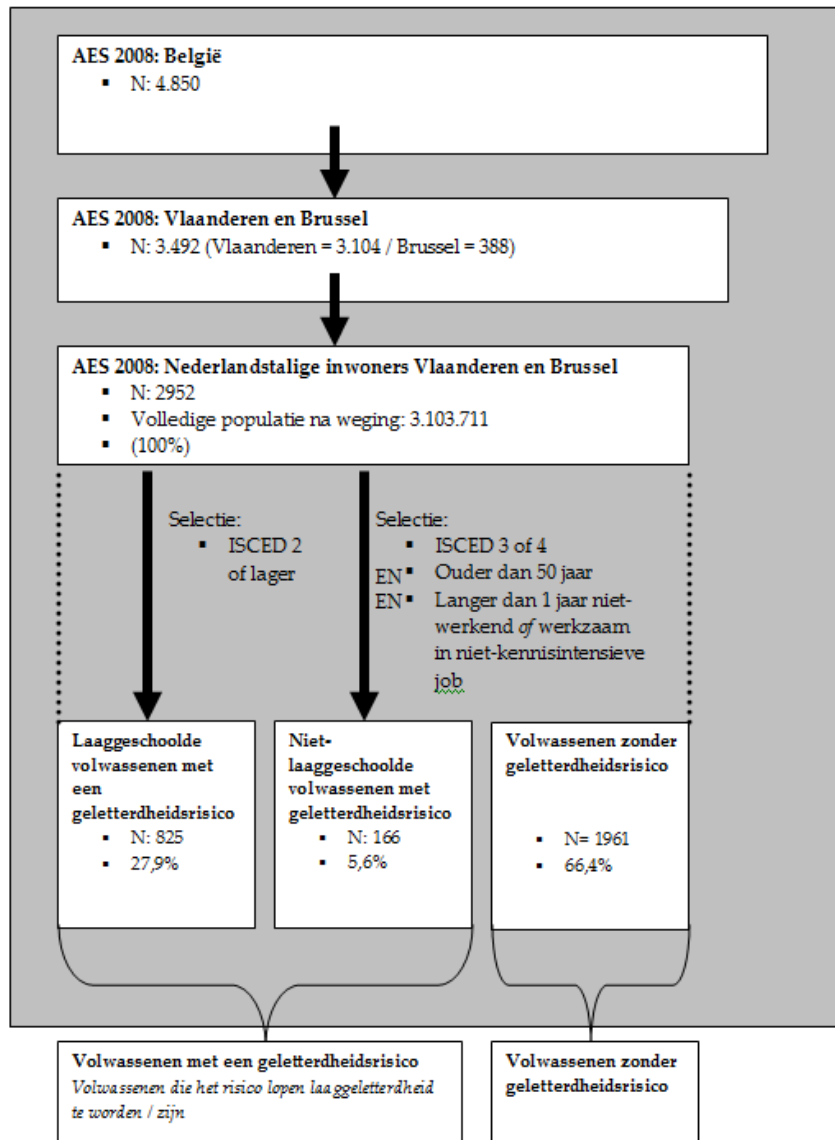 AES 2008: België
▪ N: 4.850
AES 2008: Vlaanderen en Brussel
▪ N: 3.492 (Vlaanderen = 3.104 / Brussel = 388)
AES 2008: Nederlandstalige inwoners Vlaanderen en Brussel
▪ N: 2952
▪ Volledige populatie na weging: 3.103.711
▪ (100%)
Selectie:
▪ ISCED 2
of lager
Selectie:
▪ ISCED 3 of 4
EN ▪ Ouder dan 50 jaar
EN ▪ Langer dan 1 jaar niet-
werkend of werkzaam
in niet-kennisintensieve
job
Laaggeschoolde
volwassenen met
een
geletterdheidsrisico
▪ N: 825
▪ 27,9%
Niet-
laaggeschoolde
volwassenen met
geletterdheidsrisico
▪ N: 166
▪ 5,6%
Volwassenen zonder
geletterdheidsrisico
▪ N= 1961
▪ 66,4%
Volwassenen met een geletterdheidsrisico
Volwassenen die het risico lopen laaggeletterdheid
te worden / zijn
Volwassenen zonder
geletterdheidsrisico